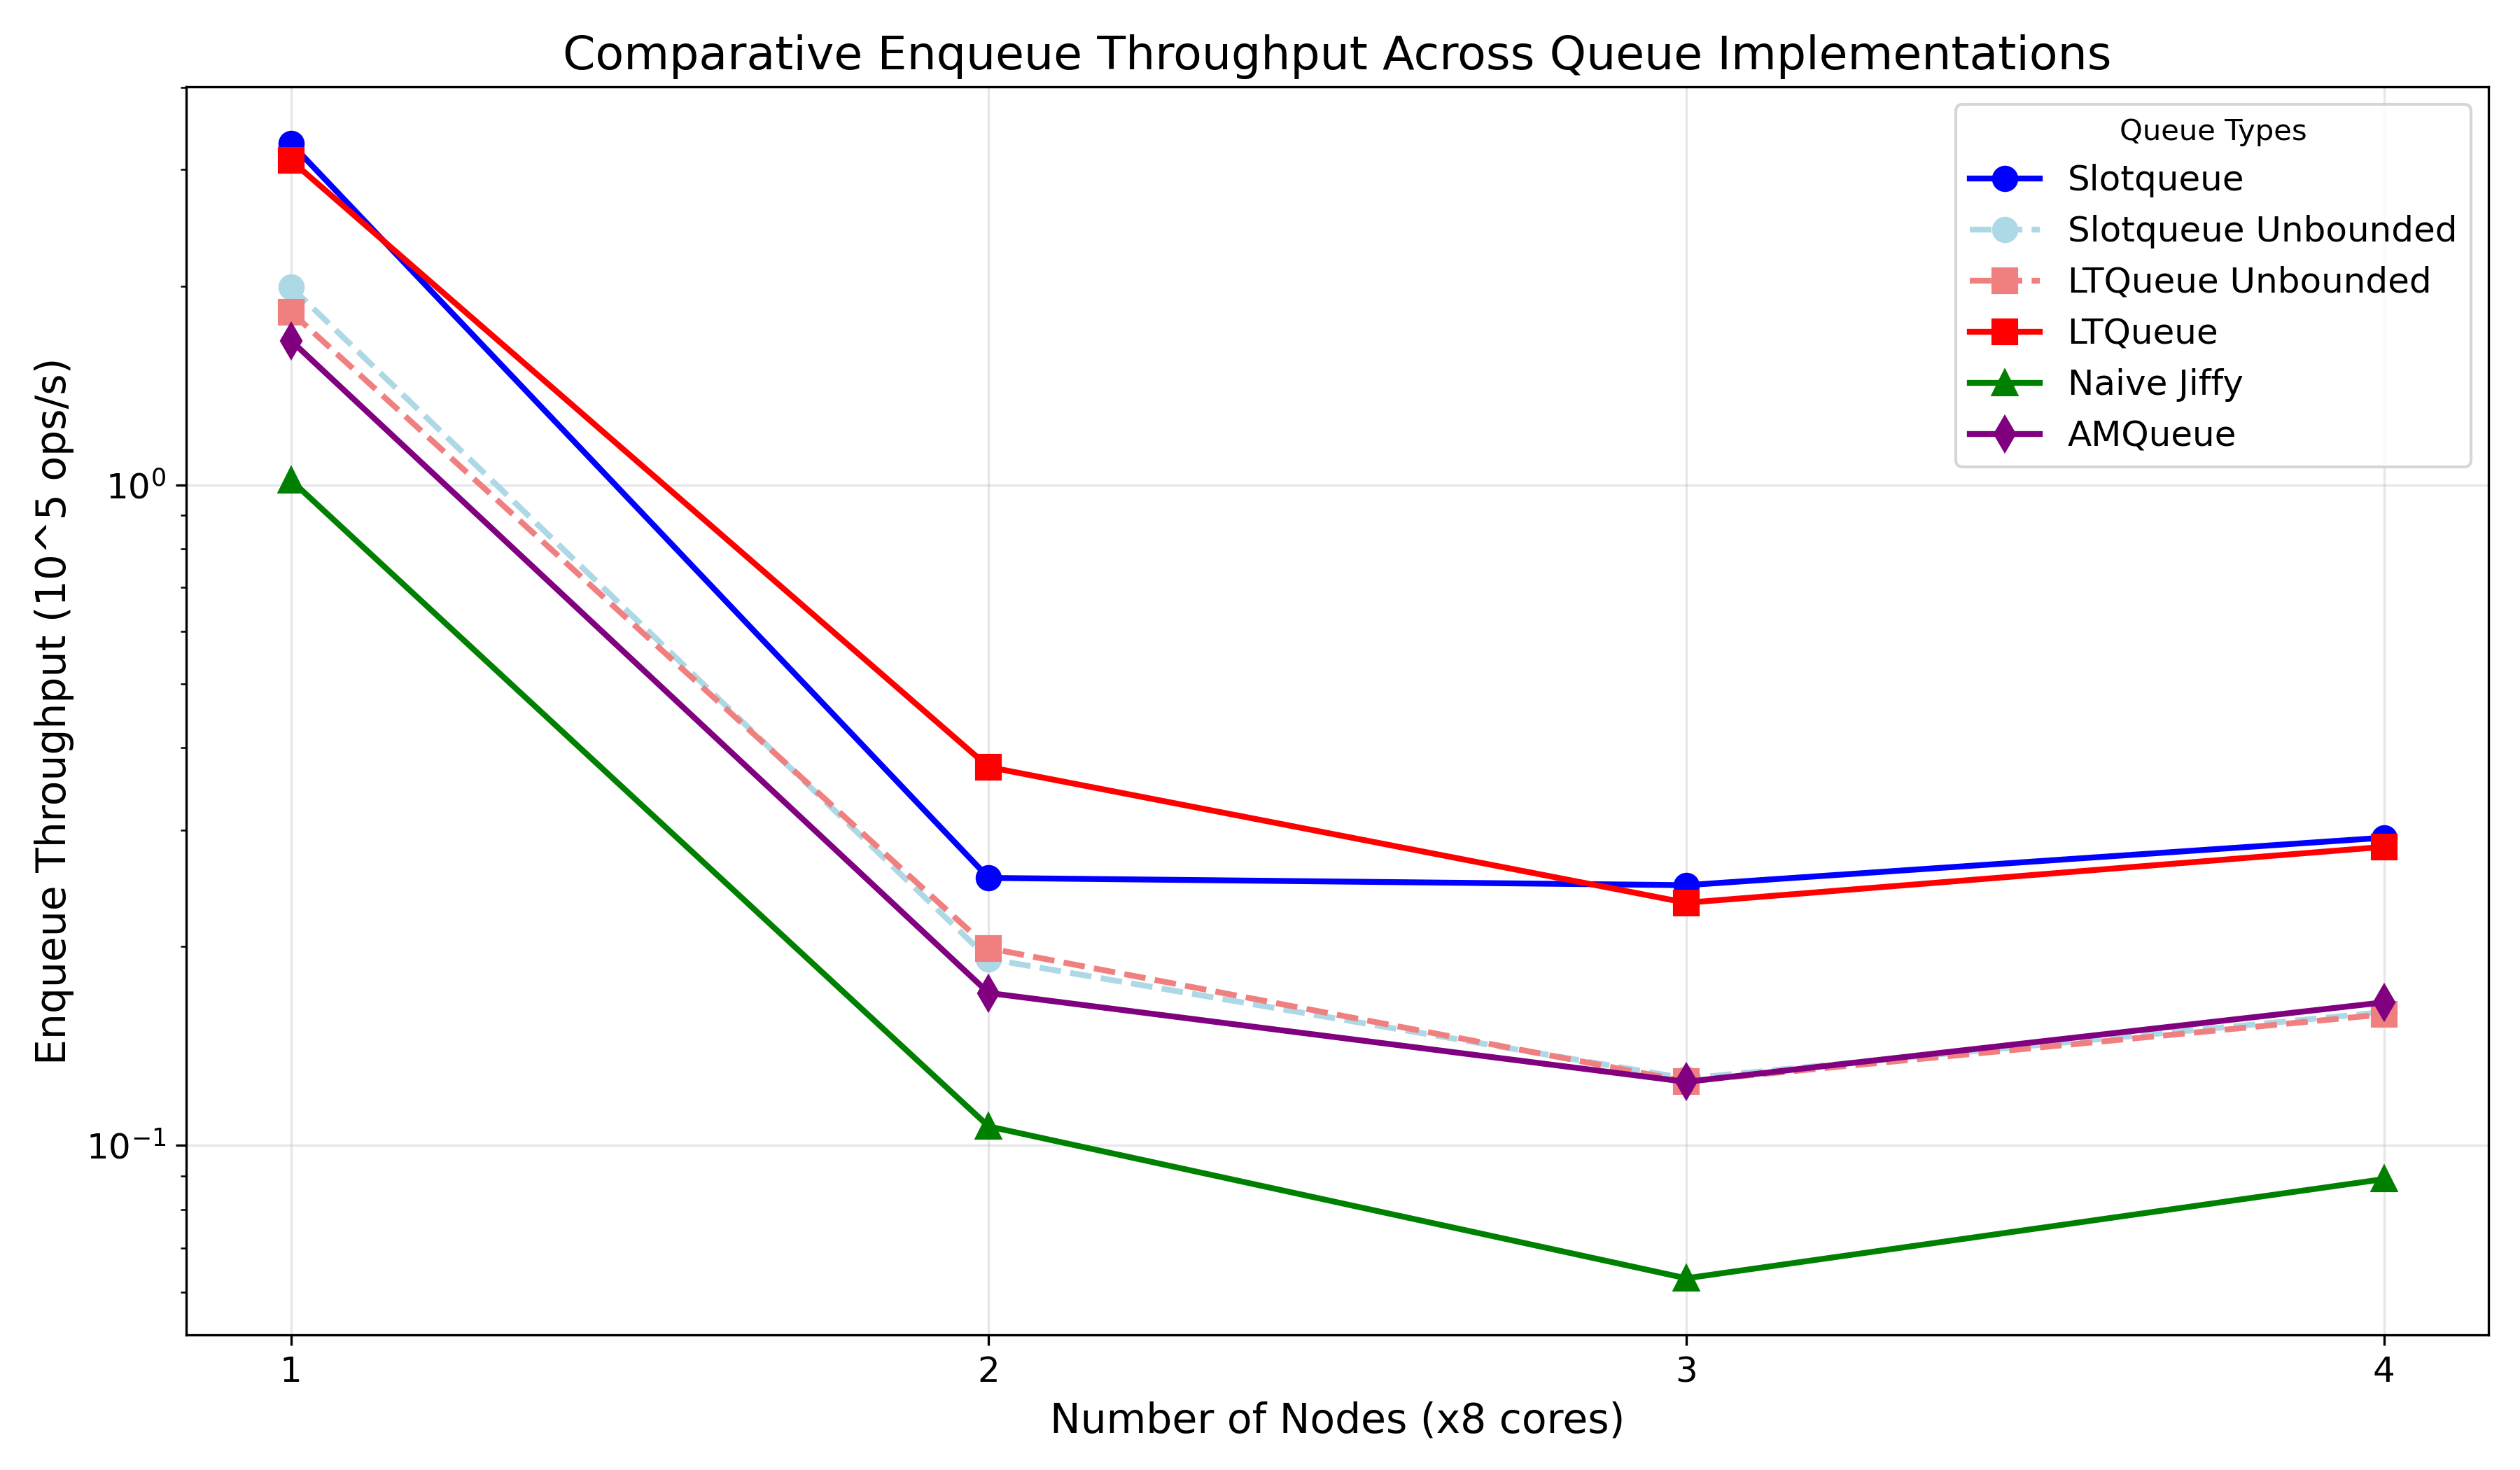 Comparative Enqueue Throughput Across Queue Implementations
Enqueue Throughput (10^5 ops/s)
10⁰
10⁻¹
Queue Types
Slotqueue
Slotqueue Unbounded
LTQueue Unbounded
LTQueue
Naive Jiffy
AMQueue
1 2 3 4
Number of Nodes (x8 cores)